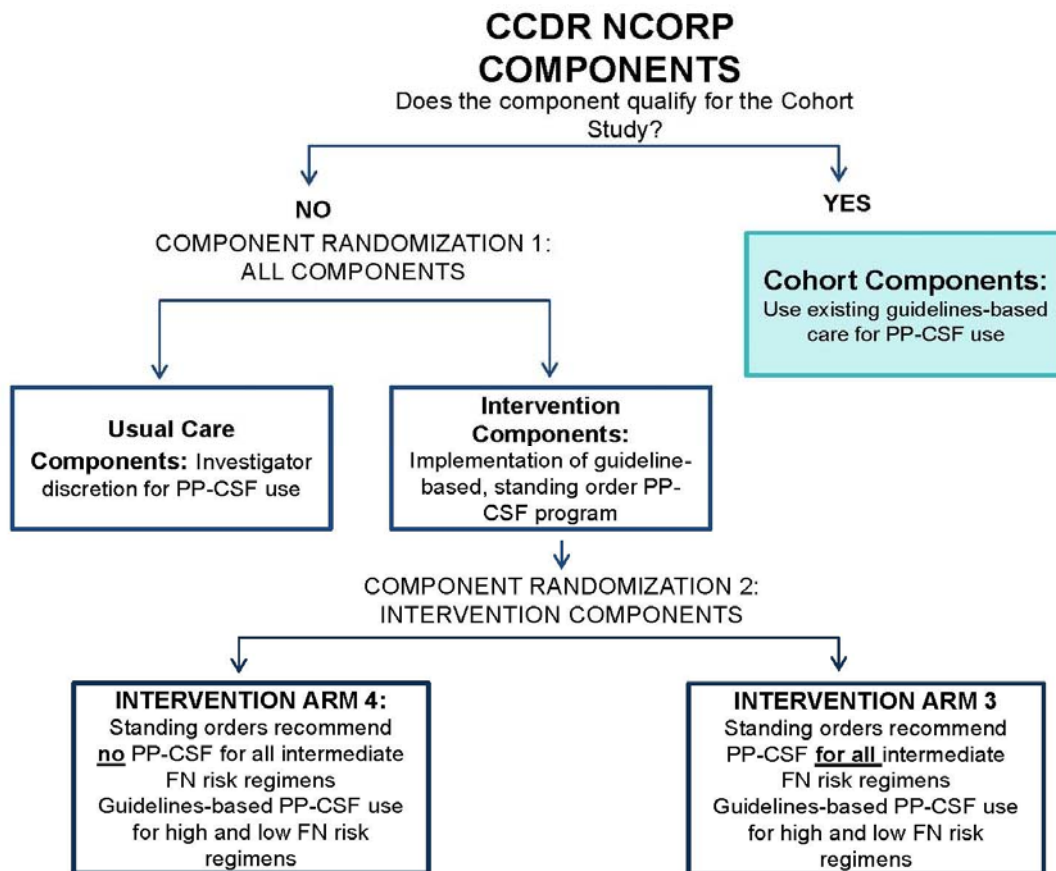 CCDR NCORP
COMPONENTS
Does the component qualify for the Cohort
Study?
NO
YES
COMPONENT RANDOMIZATION 1:
ALL COMPONENTS
Cohort Components:
Use existing guidelines-based
care for PP-CSF use
Usual Care
Components: Investigator
discretion for PP-CSF use
Intervention
Components:
Implementation of guideline-
based, standing order PP-
CSF program
COMPONENT RANDOMIZATION 2:
INTERVENTION COMPONENTS
INTERVENTION ARM 4:
Standing orders recommend
no PP-CSF for all intermediate
FN risk regimens
Guidelines-based PP-CSF use
for high and low FN risk
regimens
INTERVENTION ARM 3
Standing orders recommend
PP-CSF for all intermediate
FN risk regimens
Guidelines-based PP-CSF use
for high and low FN risk
regimens